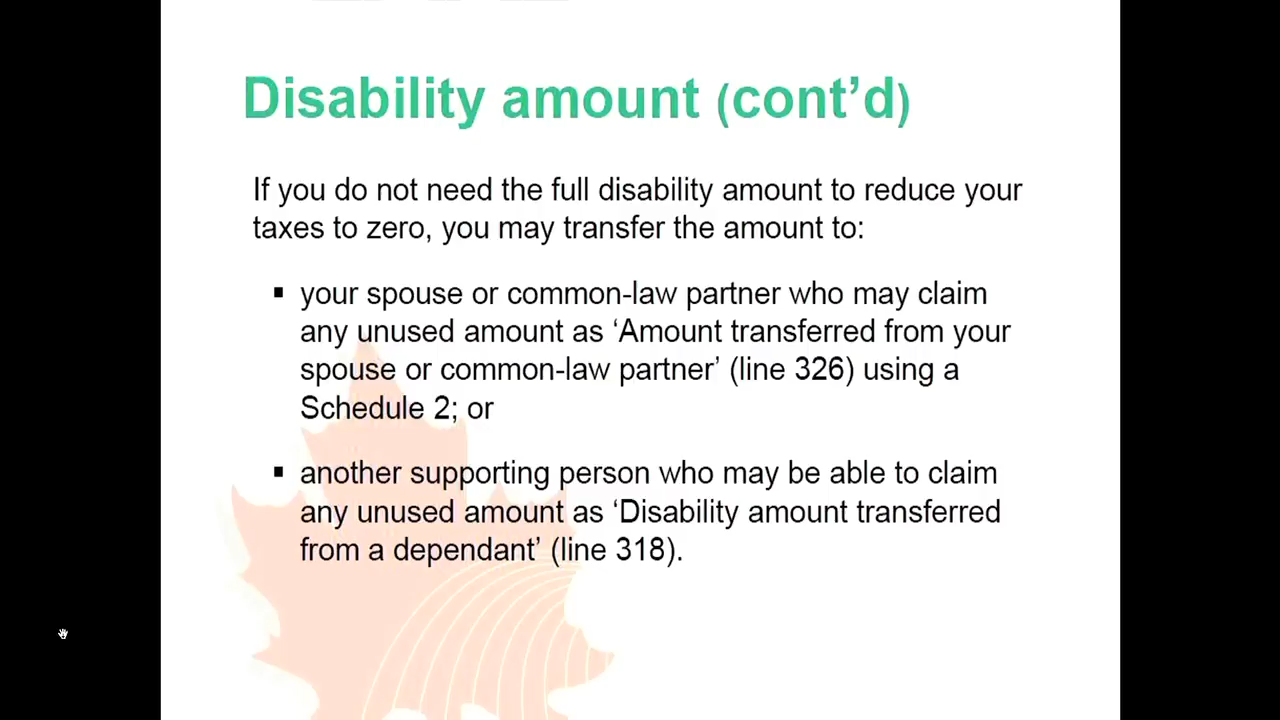 Disability amount (cont’d)
If you do not need the full disability amount to reduce your
taxes to zero, you may transfer the amount to:
▪ your spouse or common-law partner who may claim
any unused amount as ‘Amount transferred from your
spouse or common-law partner’ (line 326) using a
Schedule 2; or
▪ another supporting person who may be able to claim
any unused amount as ‘Disability amount transferred
from a dependant’ (line 318).